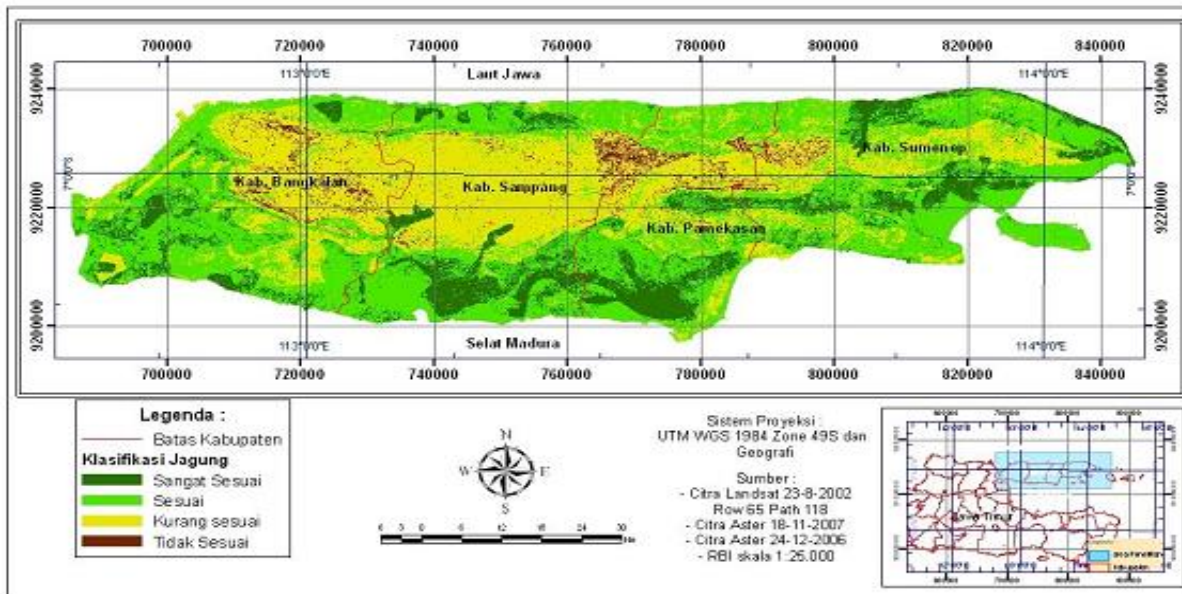 700000 720000 740000 760000 780000 800000 820000 840000
113°0'0"E Laut Jawa 114°0'0"E
9240000 9240000
Kab. Sumenep
7°0'0"S 7°0'0"S
Kab. Bangkalan Kab. Sampang
9220000 9220000
Kab. Pamekasan
9200000 9200000
113°0'0"E Selat Madura 114°0'0"E
700000 720000 740000 760000 780000 800000 820000 840000
Legenda :
Batas Kabupaten
Klasifikasi Jagung
Sangat Sesuai
Sesuai
Kurang sesuai
Tidak Sesuai
N
W E
S
Sistem Proyeksi :
UTM WGS 1984 Zone 49S dan
Geografi
Sumber :
- Citra Landsat 23-8-2002
Row 65 Path 118
- Citra Aster 18-11-2007
- Citra Aster 24-12-2006
- RBI skala 1:25.000
Jawa Timur